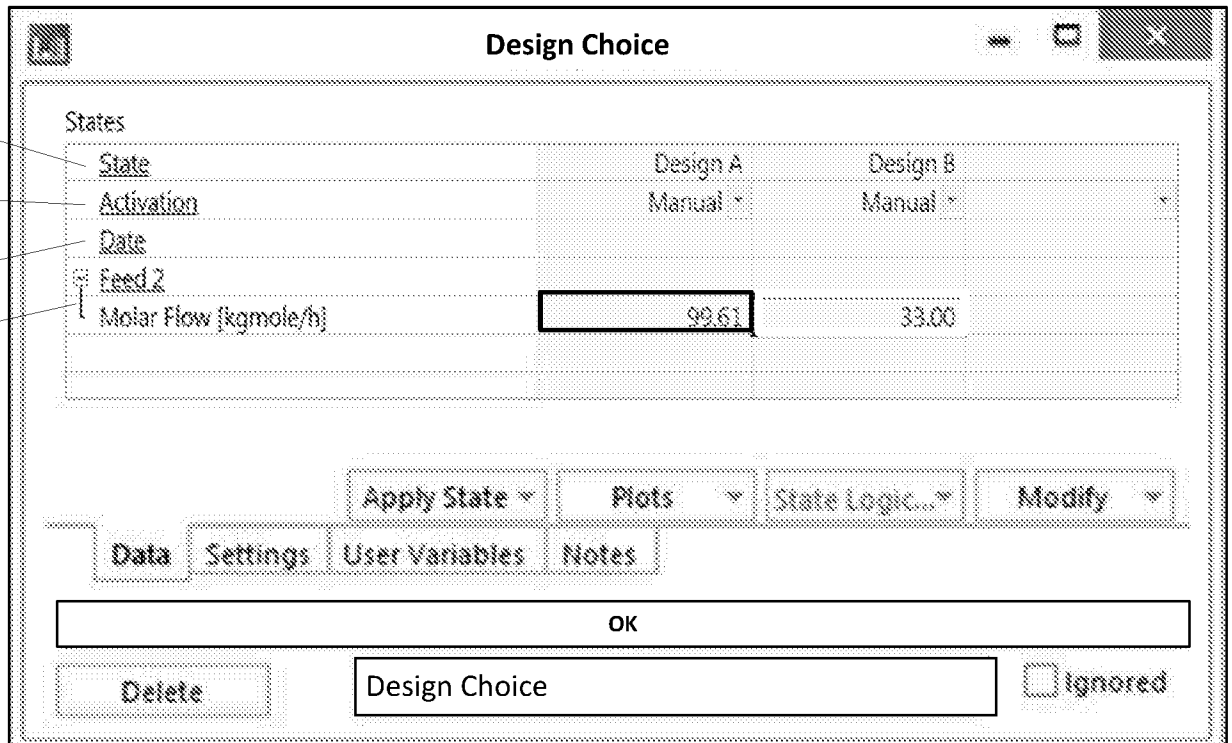 Design Choice
States
State Design A Design B
Activation Manual Manual
Date
Feed 2
Molar Flow [kgmole/h] 99.61 33.00
Apply State Plots State Logic... Modify
Data Settings User Variables Notes
OK
Delete Design Choice Ignored